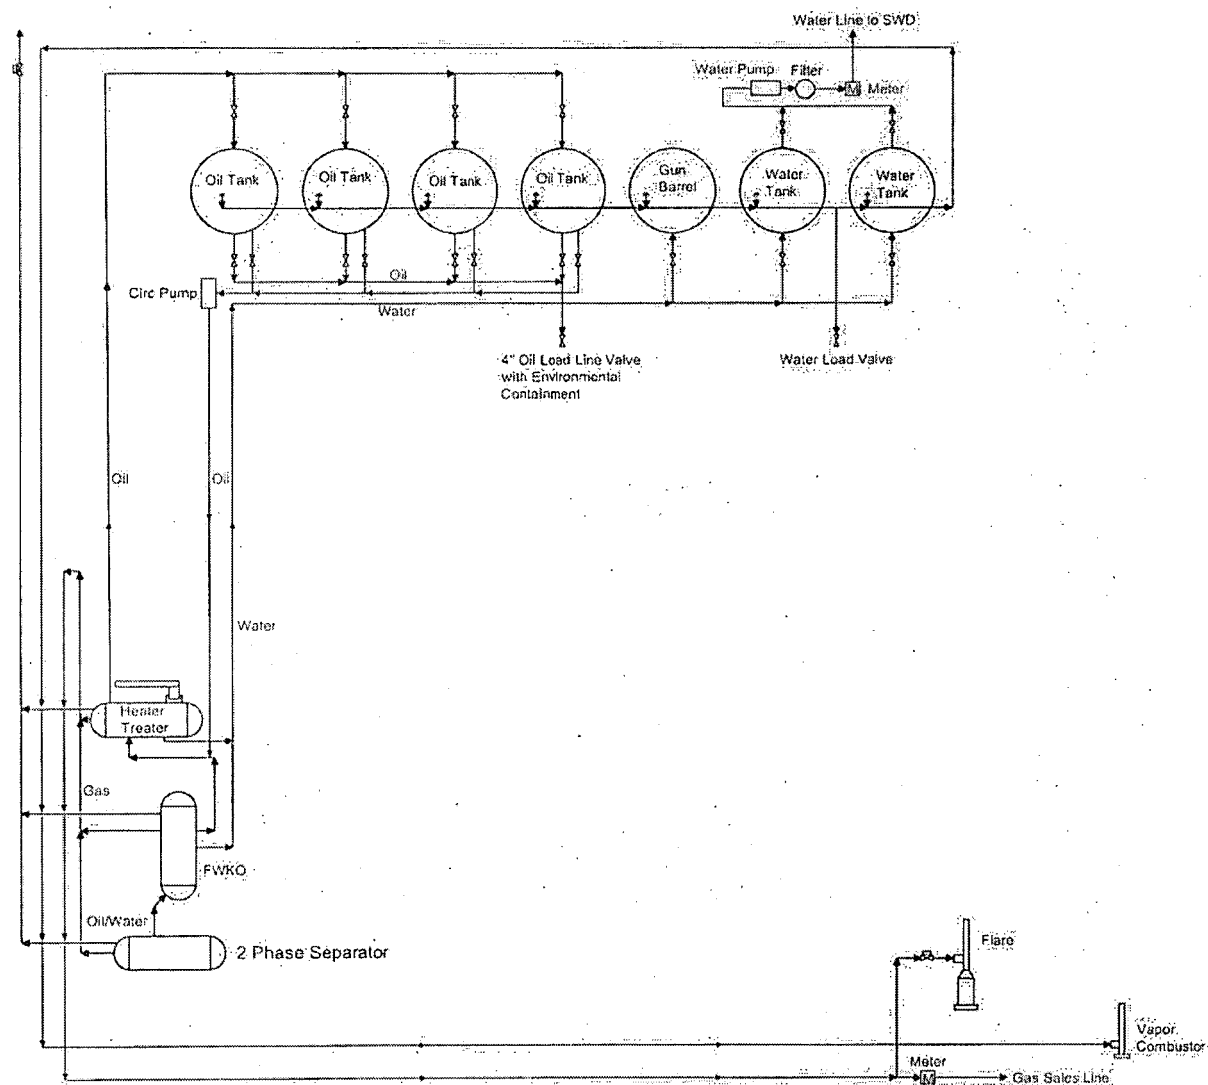 Water Line to SWD
Water Pump
Filter
M
Meter
Oil Tank
Oil Tank
Oil Tank
Oil Tank
Gun
Barrel
Water
Tank
Water
Tank
Oil
Circ Pump
Water
4" Oil Load Line Valve
with Environmental
Containment
Water Load Valve
Oil
Oil
Water
Heater
Treater
Gas
FWKO
Oil/Water
2 Phase Separator
Flare
Vapor
Combustor
Meter
M
Gas Sales Line